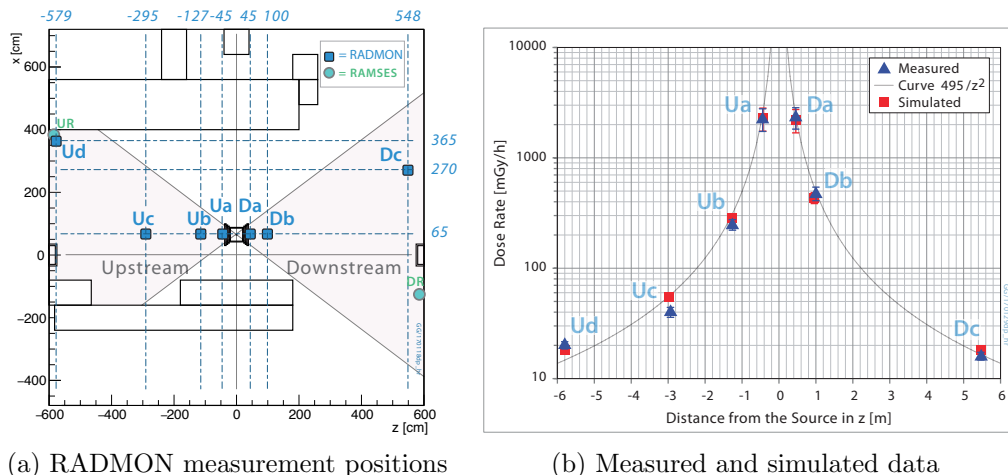 -579 -295 -127 -45 45 100 548
x [cm]
= RADMON
= RAMSES
600
400
200
0
-200
-400
UR
Ud
Dc
Uc
Ub
Ua
Da
Db
365
270
65
Upstream
Downstream
DR
-600 -400 -200 0 200 400 600
z [cm]
(a) RADMON measurement positions
10000
1000
100
10
Dose Rate [mGy/h]
Measured
Curve 495/z²
Simulated
Ua
Da
Ub
Db
Uc
Ud
Dc
-6 -5 -4 -3 -2 -1 0 1 2 3 4 5 6
Distance from the Source in z [m]
(b) Measured and simulated data